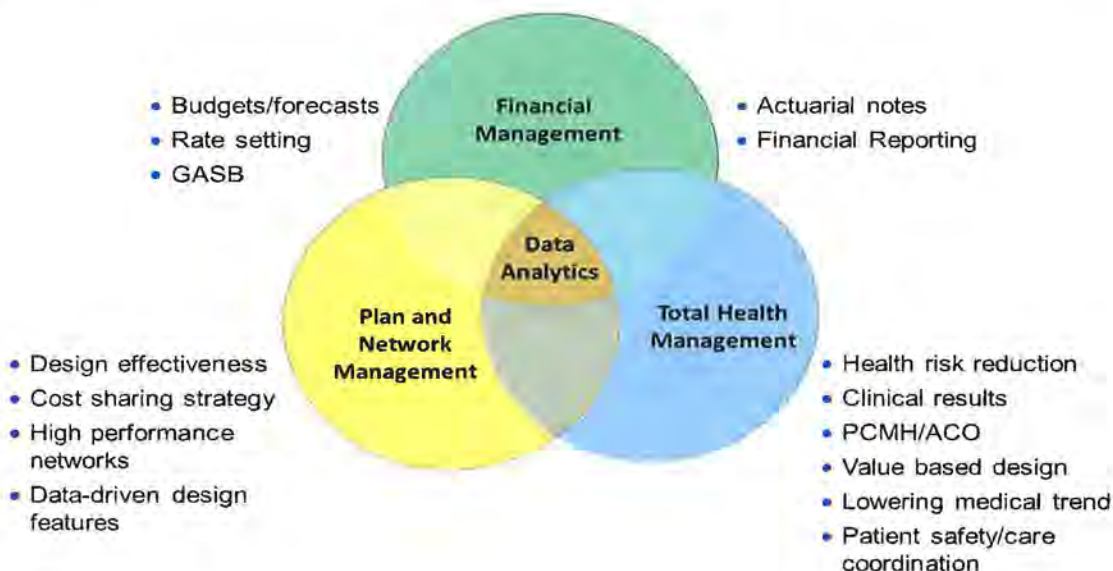 • Budgets/forecasts
• Rate setting
• GASB
Financial
Management
• Actuarial notes
• Financial Reporting
Data
Analytics
Plan and
Network
Management
Total Health
Management
• Design effectiveness
• Cost sharing strategy
• High performance
networks
• Data-driven design
features
• Health risk reduction
• Clinical results
• PCMH/ACO
• Value based design
• Lowering medical trend
• Patient safety/care
coordination